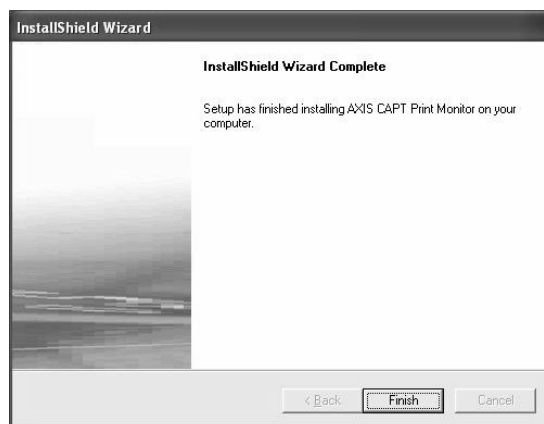 InstallShield Wizard
InstallShield Wizard Complete
Setup has finished installing AXIS CAPT Print Monitor on your
computer.
< Back
Finish
Cancel